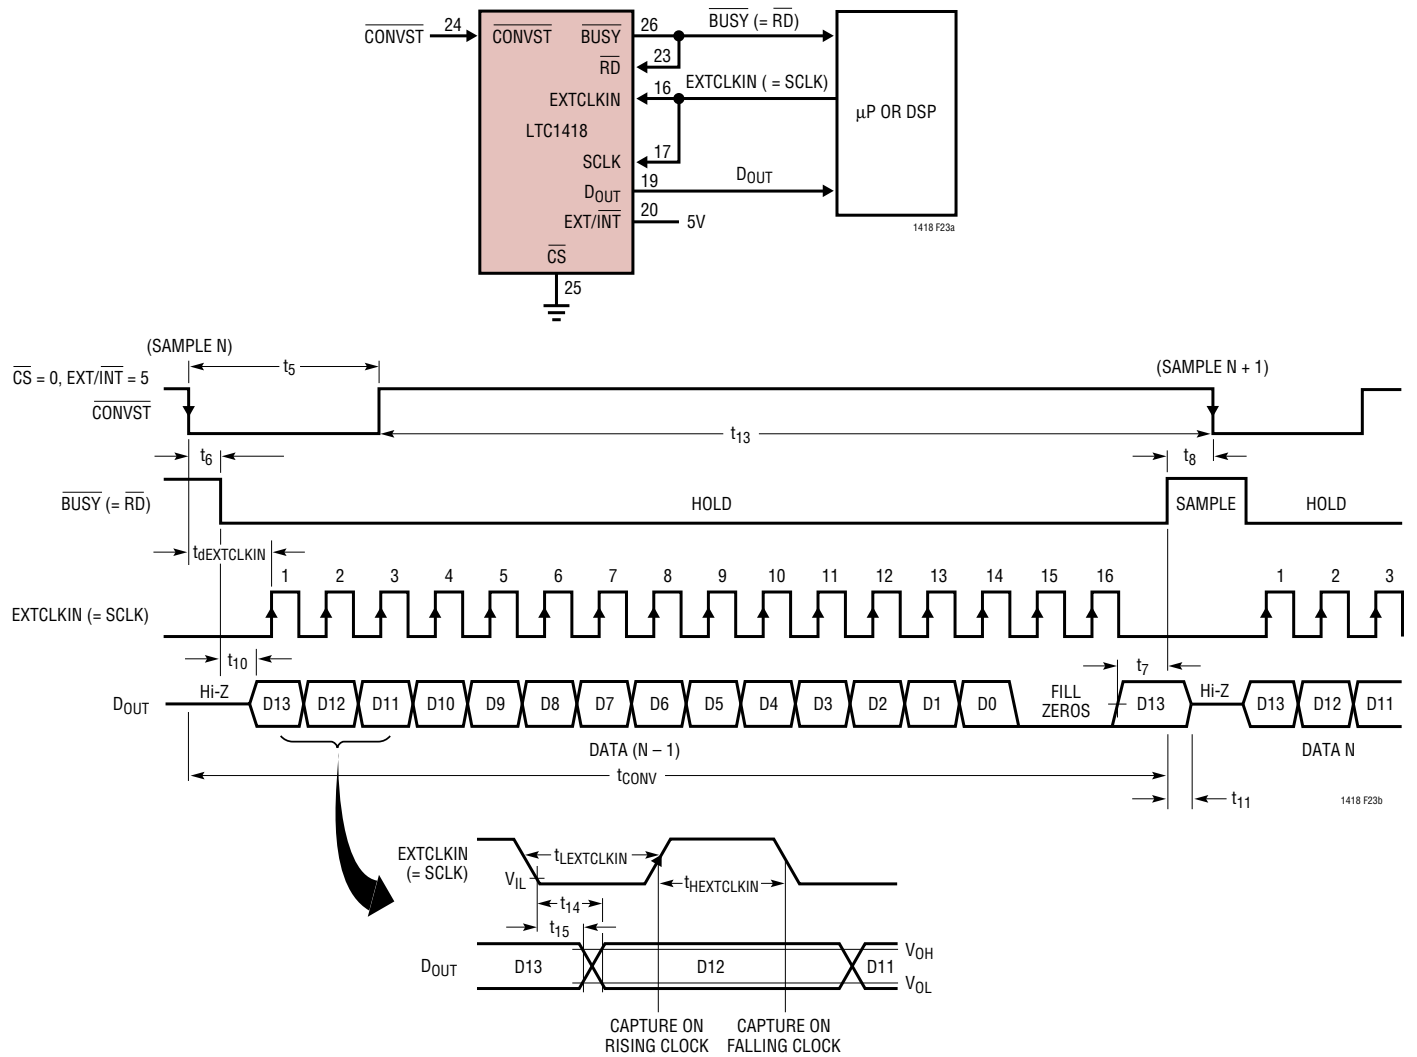 CONVST 24 CONVST BUSY 26 BUSY (= RD)
RD 23
EXTCLKIN 16 EXTCLKIN ( = SCLK)
µP OR DSP
LTC1418
SCLK 17
DOUT 19 DOUT
EXT/INT 20 5V
1418 F23a
CS
25
(SAMPLE N)
t5
(SAMPLE N + 1)
CS = 0, EXT/INT = 5
CONVST
t13
t6
t8
BUSY (= RD)
HOLD
SAMPLE
HOLD
tdEXTCLKIN
1 2 3 4 5 6 7 8 9 10 11 12 13 14 15 16 1 2 3
EXTCLKIN (= SCLK)
t10
t7
DOUT
Hi-Z
D13 D12 D11 D10 D9 D8 D7 D6 D5 D4 D3 D2 D1 D0
FILL
ZEROS
D13
Hi-Z
D13 D12 D11
DATA (N – 1)
DATA N
tCONV
t11
1418 F23b
EXTCLKIN
(= SCLK)
tLEXTCLKIN
VIL
tHEXTCLKIN
t14
t15
DOUT
D13
D12
D11
VOH
VOL
CAPTURE ON
RISING CLOCK
CAPTURE ON
FALLING CLOCK